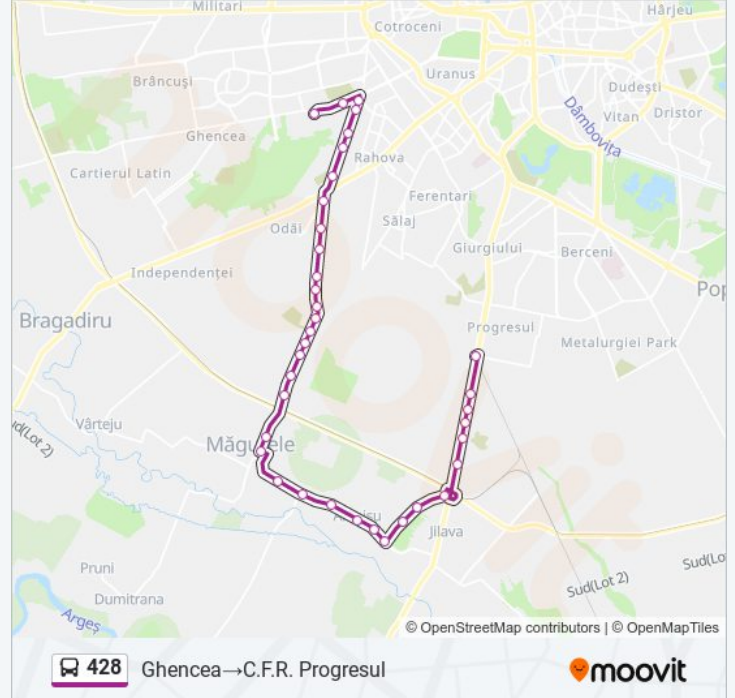 Militari
Hârjeu
Cotroceni
Uranus
Brâncuși
Dudești
Vitan
Dristor
Dâmbovița
Ghencea
Rahova
Cartierul Latin
Ferentari
Sălaj
Odăi
Giurgiului
Berceni
Independenței
Pop
Bragadiru
Progresul
Metalurgiei Park
Vârteju
Măgurele
d(Lot 2)
Jilava
Pruni
Sud(Lot 2)
Sud(Lo
Dumitrana
Argeș
© OpenStreetMap contributors | © OpenMapTiles
428 Ghencea→C.F.R. Progresul
moovit